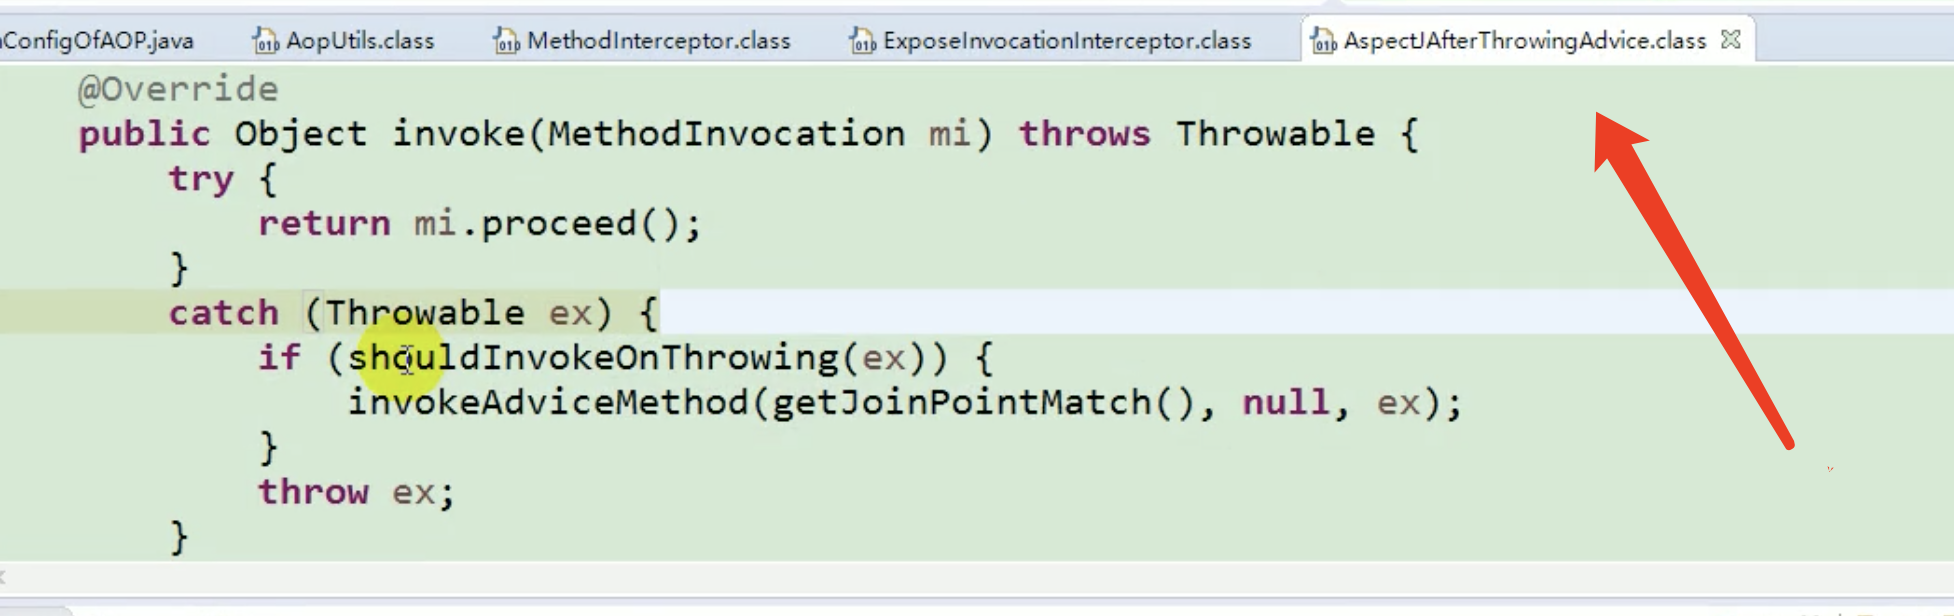 ConfigOfAOP.java AopUtils.class MethodInterceptor.class ExposeInvocationInterceptor.class AspectJAfterThrowingAdvice.class
@Override
public Object invoke(MethodInvocation mi) throws Throwable {
try {
return mi.proceed();
}
catch (Throwable ex) {
if (shouldInvokeOnThrowing(ex)) {
invokeAdviceMethod(getJoinPointMatch(), null, ex);
}
throw ex;
}